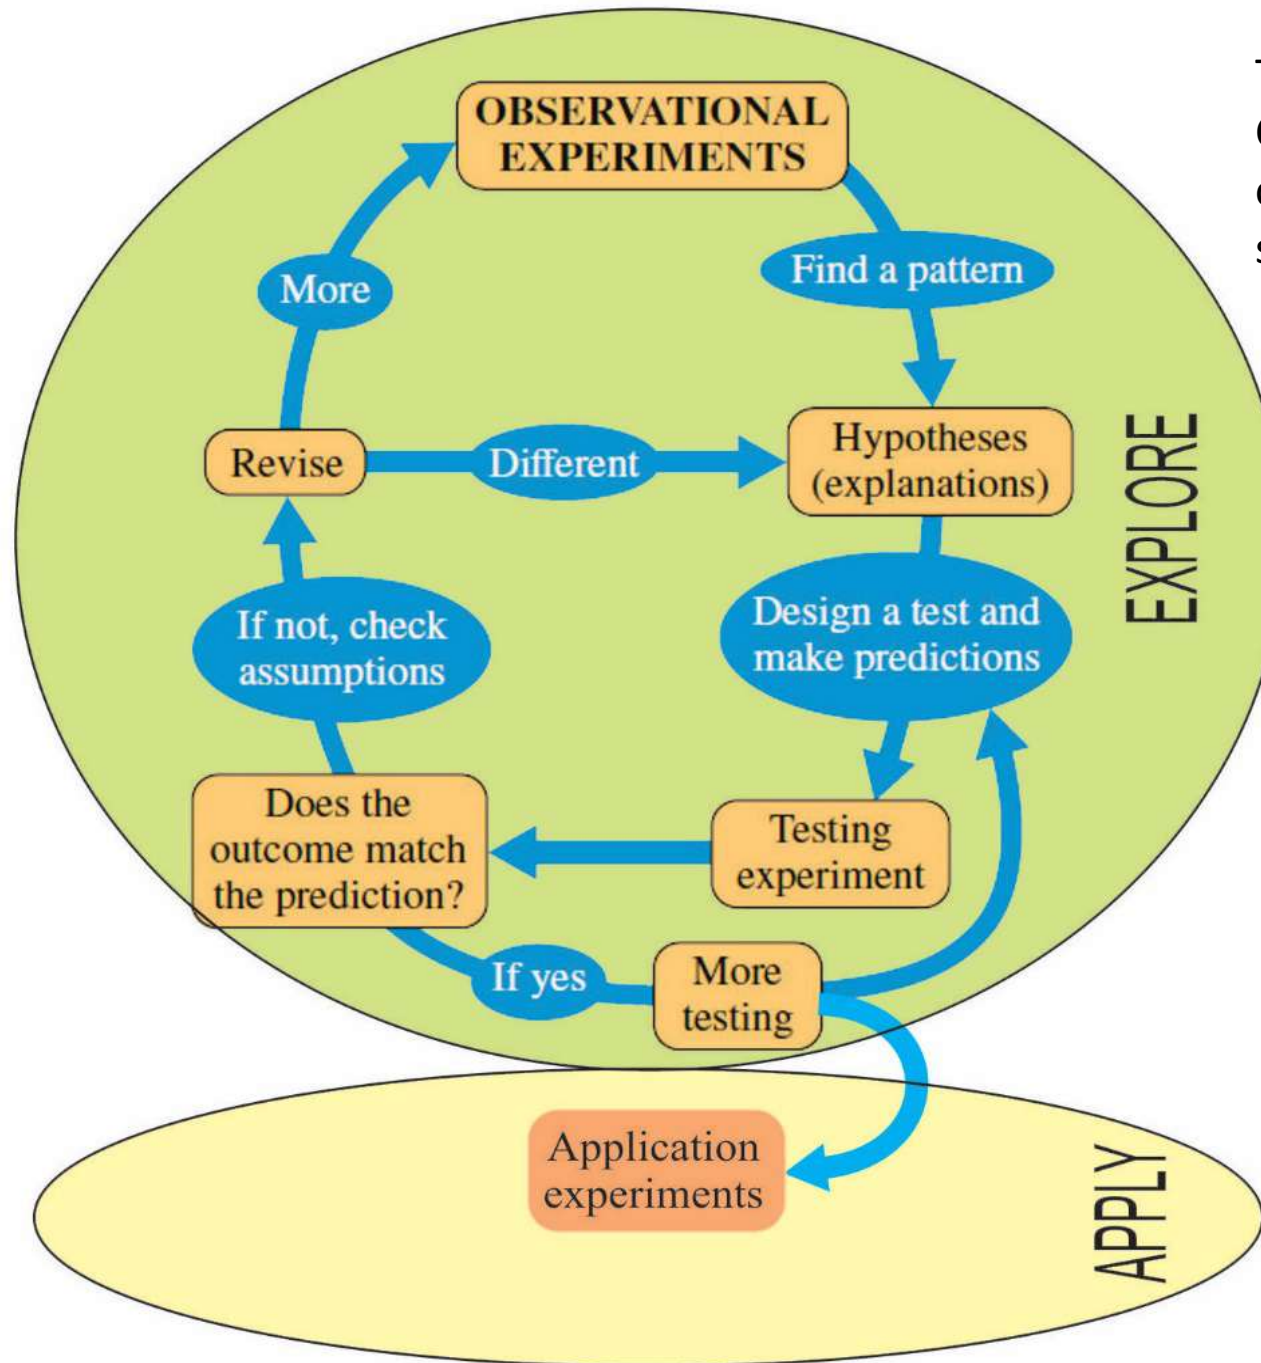 OBSERVATIONAL
EXPERIMENTS
Find a pattern
More
Hypotheses
(explanations)
Revise
Different
EXPLORE
Design a test and
make predictions
If not, check
assumptions
Does the
outcome match
the prediction?
Testing
experiment
If yes
More
testing
Application
experiments
APPLY